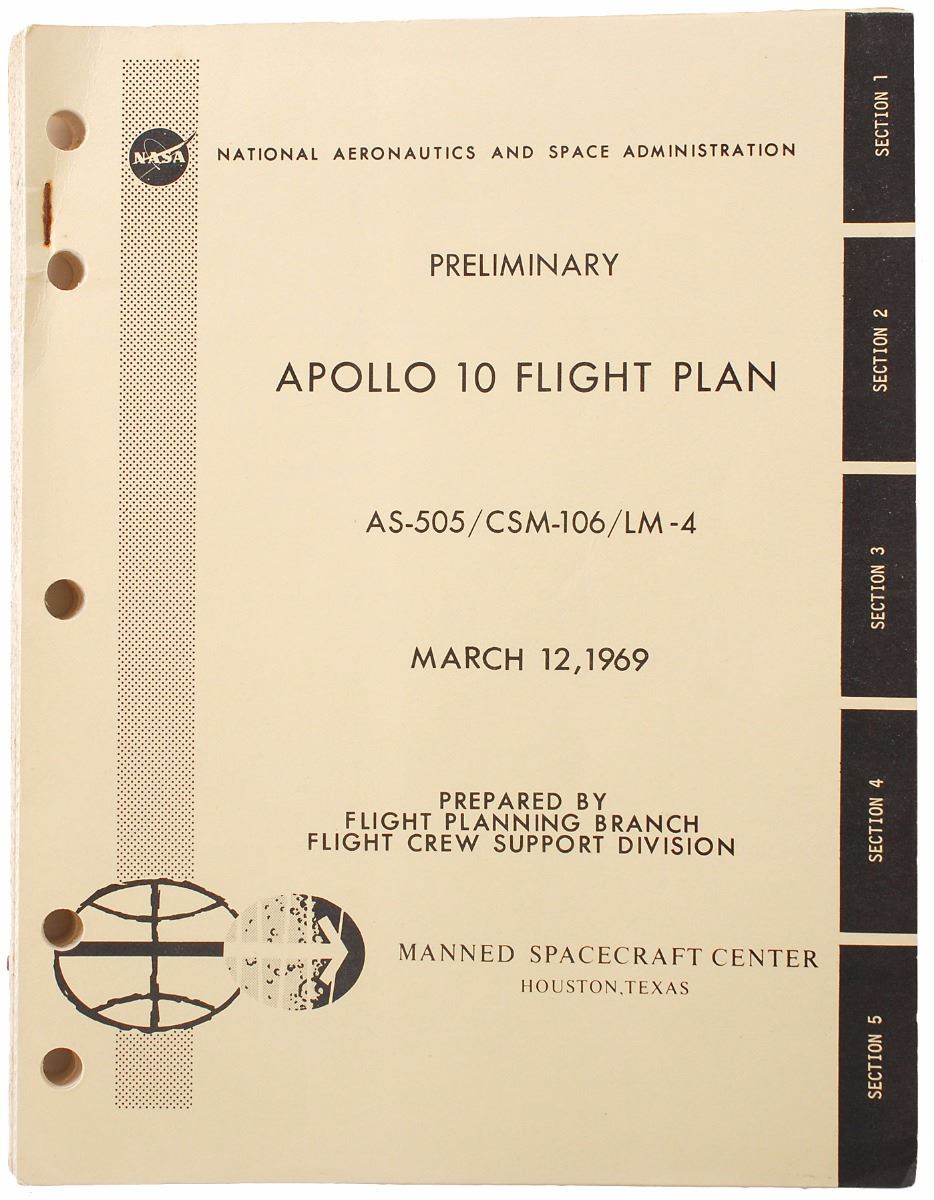 NASA
NATIONAL AERONAUTICS AND SPACE ADMINISTRATION
PRELIMINARY
APOLLO 10 FLIGHT PLAN
AS-505/CSM-106/LM-4
MARCH 12,1969
PREPARED BY
FLIGHT PLANNING BRANCH
FLIGHT CREW SUPPORT DIVISION
MANNED SPACECRAFT CENTER
HOUSTON,TEXAS
SECTION 1
SECTION 2
SECTION 3
SECTION 4
SECTION 5